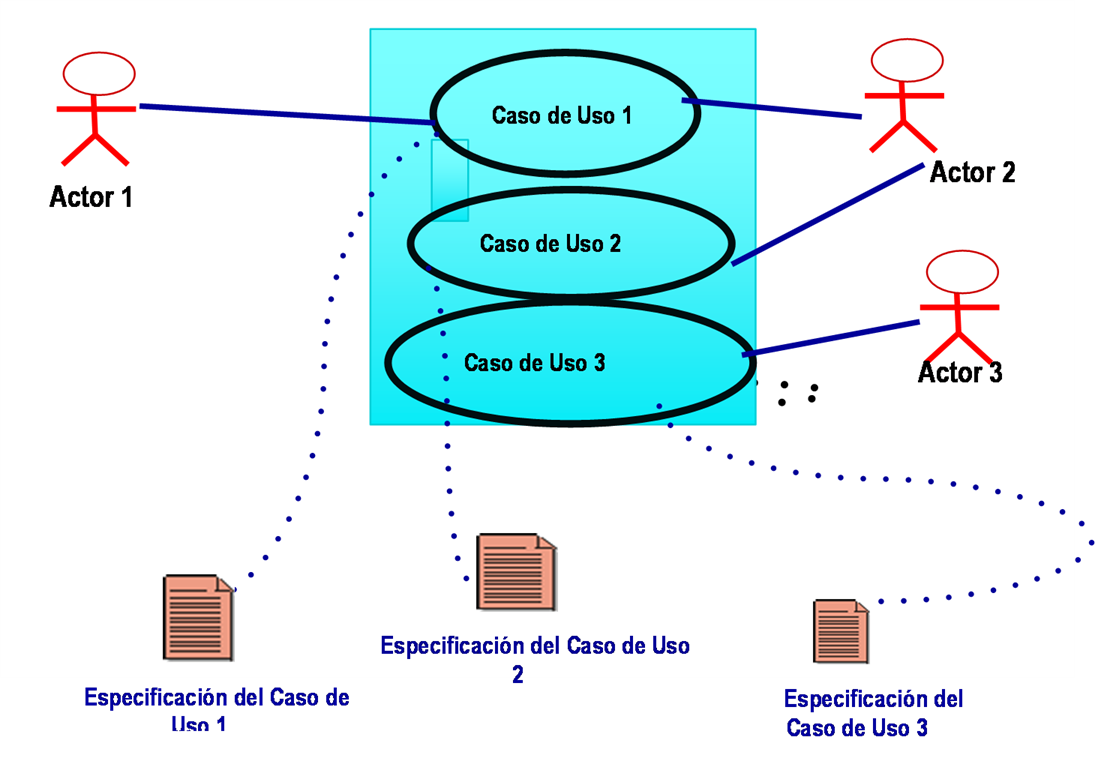 Caso de Uso 1
Actor 2
Actor 1
Caso de Uso 2
Caso de Uso 3
Actor 3
Especificación del Caso de Uso
2
Especificación del Caso de
Uso 1
Especificación del
Caso de Uso 3